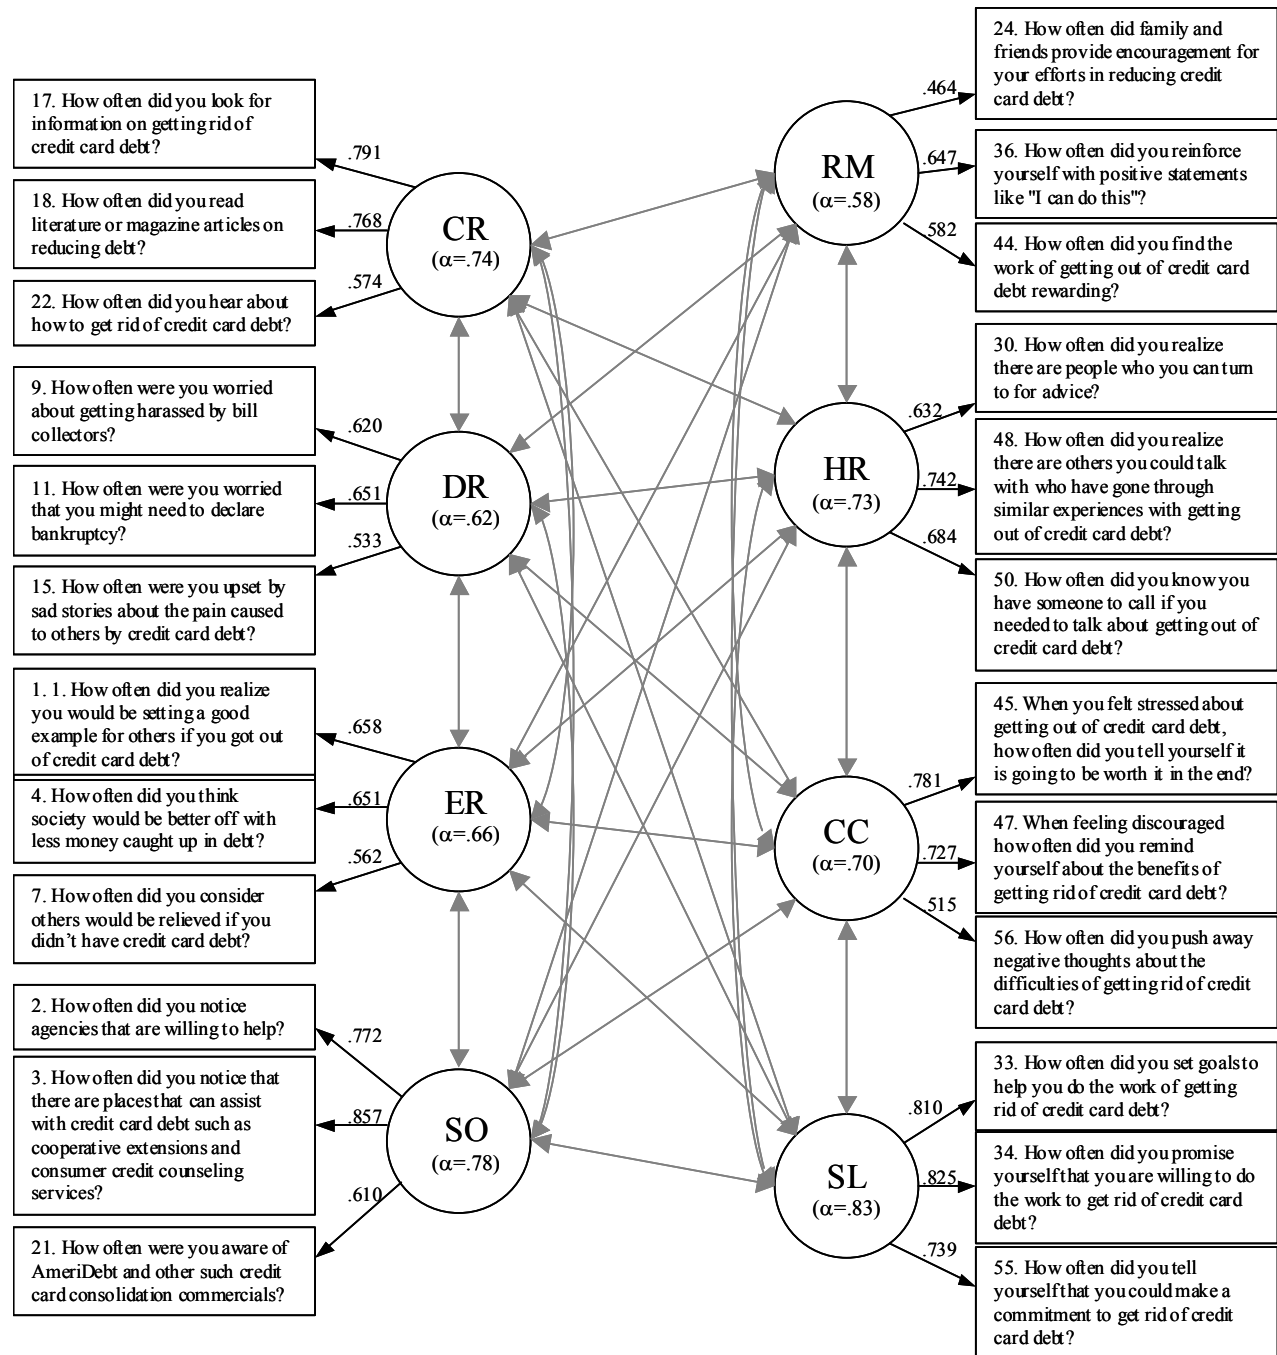 17. How often did you look for
information on getting rid of
credit card debt?
.791
18. How often did you read
literature or magazine articles on
reducing debt?
.768
22. How often did you hear about
how to get rid of credit card debt?
.574
CR
(α=.74)
9. How often were you worried
about getting harassed by bill
collectors?
.620
11. How often were you worried
that you might need to declare
bankruptcy?
.651
15. How often were you upset by
sad stories about the pain caused
to others by credit card debt?
.533
DR
(α=.62)
1. 1. How often did you realize
you would be setting a good
example for others if you got out
of credit card debt?
.658
4. How often did you think
society would be better off with
less money caught up in debt?
.651
7. How often did you consider
others would be relieved if you
didn’t have credit card debt?
.562
ER
(α=.66)
2. How often did you notice
agencies that are willing to help?
.772
3. How often did you notice that
there are places that can assist
with credit card debt such as
cooperative extensions and
consumer credit counseling
services?
.857
21. How often were you aware of
AmeriDebt and other such credit
card consolidation commercials?
.610
SO
(α=.78)
RM
(α=.58)
.464
24. How often did family and
friends provide encouragement for
your efforts in reducing credit
card debt?
.647
36. How often did you reinforce
yourself with positive statements
like "I can do this"?
.582
44. How often did you find the
work of getting out of credit card
debt rewarding?
HR
(α=.73)
.632
30. How often did you realize
there are people who you can turn
to for advice?
.742
48. How often did you realize
there are others you could talk
with who have gone through
similar experiences with getting
out of credit card debt?
.684
50. How often did you know you
have someone to call if you
needed to talk about getting out of
credit card debt?
CC
(α=.70)
.781
45. When you felt stressed about
getting out of credit card debt,
how often did you tell yourself it
is going to be worth it in the end?
.727
47. When feeling discouraged
how often did you remind
yourself about the benefits of
getting rid of credit card debt?
.515
56. How often did you push away
negative thoughts about the
difficulties of getting rid of credit
card debt?
SL
(α=.83)
.810
33. How often did you set goals to
help you do the work of getting
rid of credit card debt?
.825
34. How often did you promise
yourself that you are willing to do
the work to get rid of credit card
debt?
.739
55. How often did you tell
yourself that you could make a
commitment to get rid of credit
card debt?